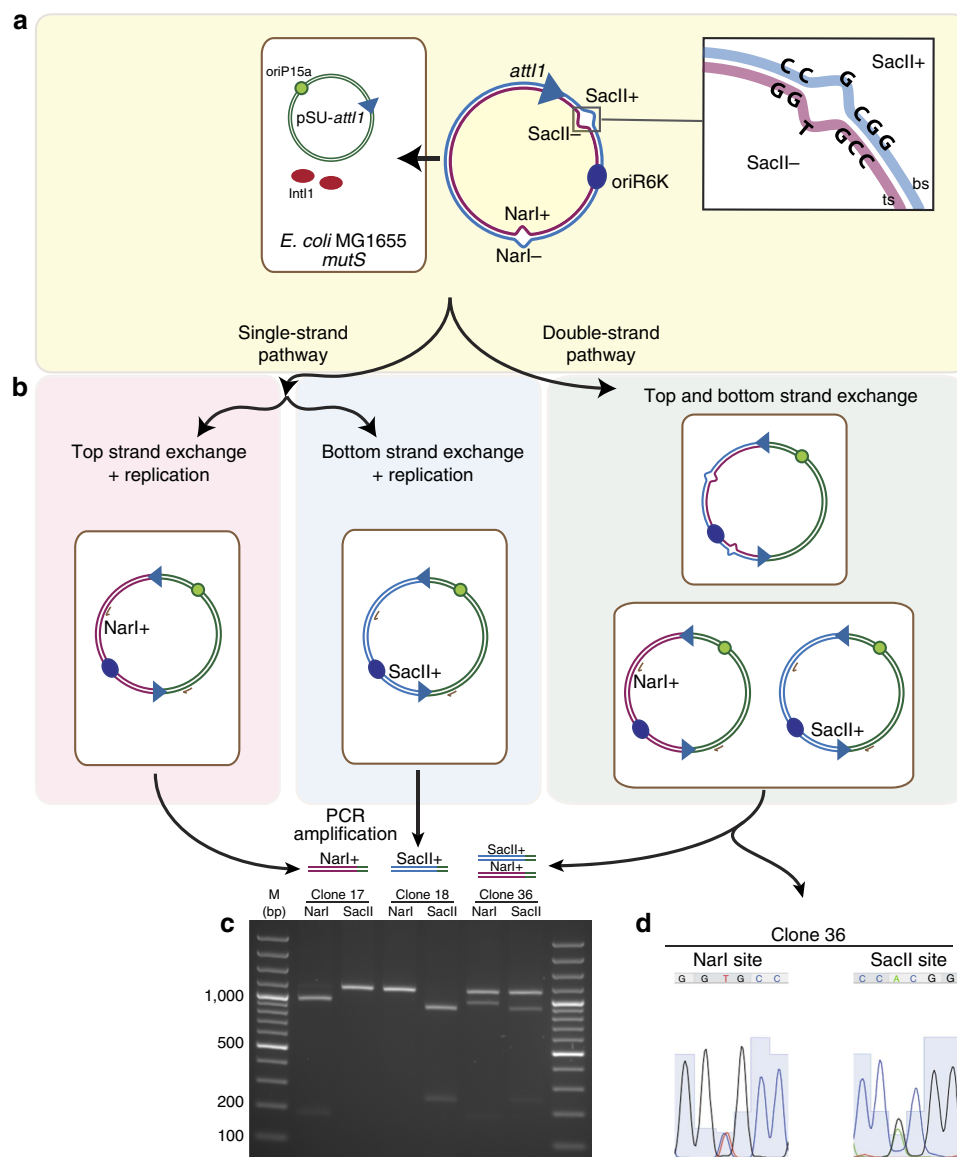 a
oriP15a
pSU-attI1
IntI1
E. coli MG1655
mutS
attI1
SacII+
SacII–
oriR6K
NarI+
NarI–
C C G C G G
G G T G C C
SacII+
SacII–
bs
ts
Single-strand
pathway
Double-strand
pathway
b
Top strand exchange
+ replication
Bottom strand exchange
+ replication
Top and bottom strand exchange
NarI+
SacII+
NarI+
SacII+
PCR
amplification
NarI+
SacII+
SacII+
NarI+
M
(bp)
Clone 17
Clone 18
Clone 36
NarI SacII NarI SacII NarI SacII
c
1,000
500
200
100
d
Clone 36
NarI site
SacII site
G G T G C C
C C A C G G